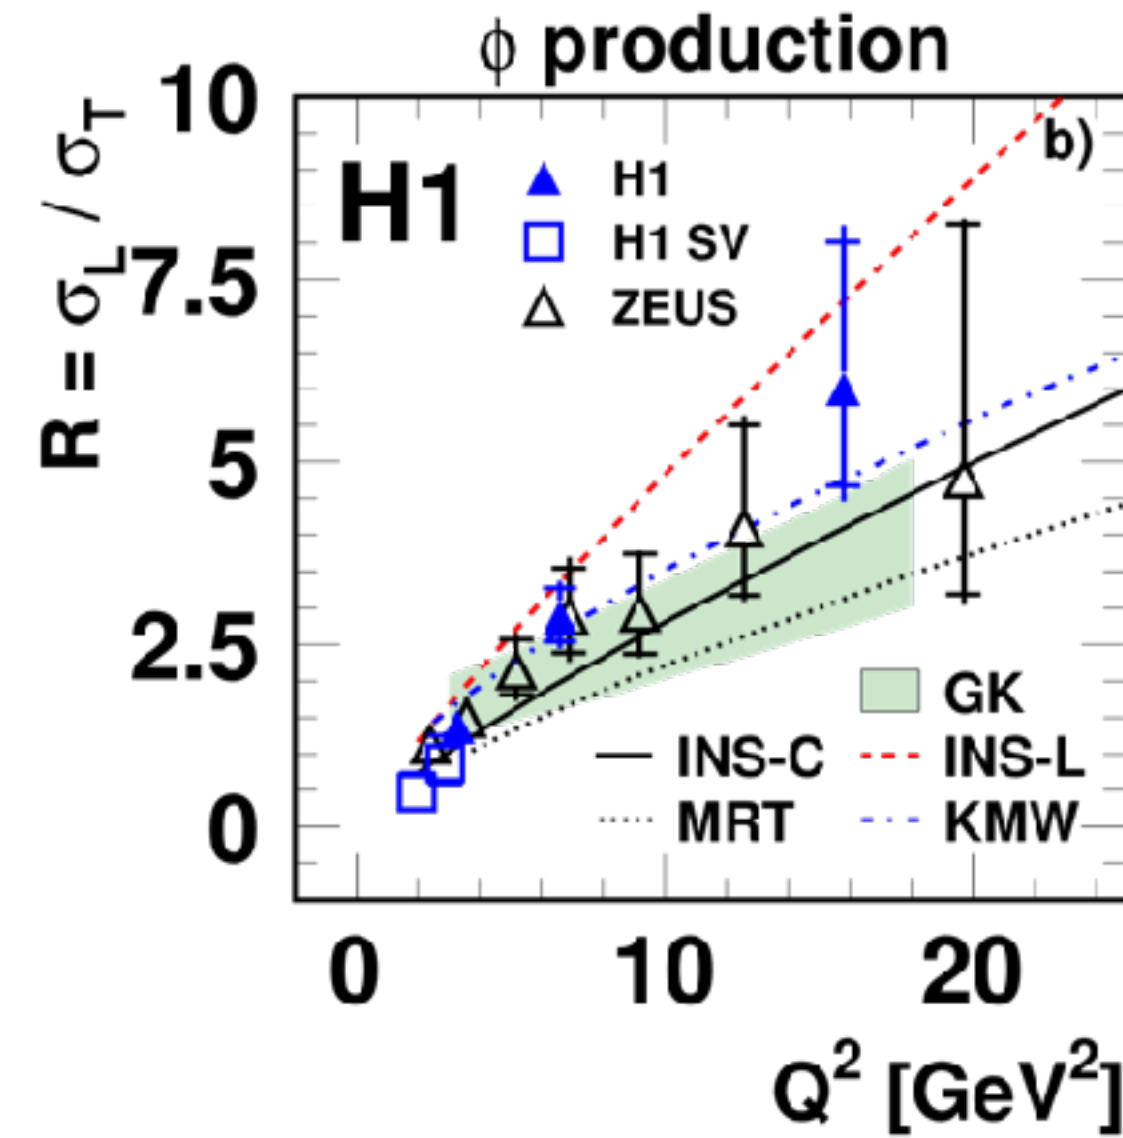 ϕ production
R = σL / σT
10
7.5
5
2.5
0
H1
b)
H1
H1 SV
ZEUS
GK
INS-C
INS-L
MRT
KMW
0 10 20
Q² [GeV²]